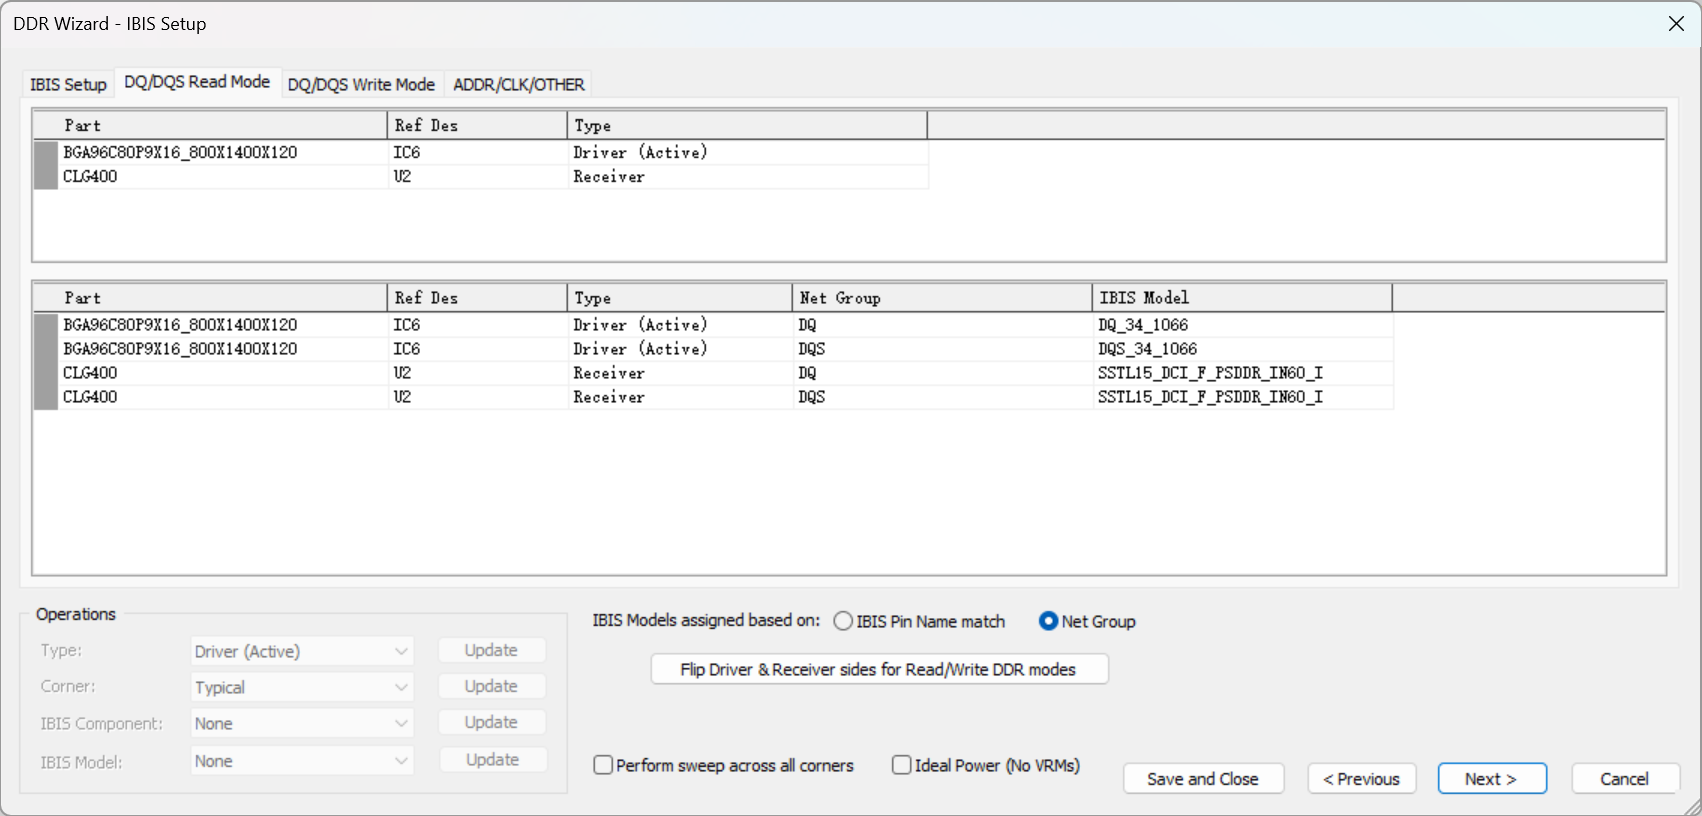 DDR Wizard - IBIS Setup
IBIS Setup DQ/DQS Read Mode DQ/DQS Write Mode ADDR/CLK/OTHER
Part Ref Des Type
BGA96C80P9X16_800X1400X120 IC6 Driver (Active)
CLG400 U2 Receiver
Part Ref Des Type Net Group IBIS Model
BGA96C80P9X16_800X1400X120 IC6 Driver (Active) DQ DQ_34_1066
BGA96C80P9X16_800X1400X120 IC6 Driver (Active) DQS DQS_34_1066
CLG400 U2 Receiver DQ SSTL15_DCI_F_PSDDR_IN60_I
CLG400 U2 Receiver DQS SSTL15_DCI_F_PSDDR_IN60_I
Operations
Type: Driver (Active) Update
Corner: Typical Update
IBIS Component: None Update
IBIS Model: None Update
IBIS Models assigned based on: IBIS Pin Name match Net Group
Flip Driver & Receiver sides for Read/Write DDR modes
Perform sweep across all corners Ideal Power (No VRMs)
Save and Close < Previous Next > Cancel